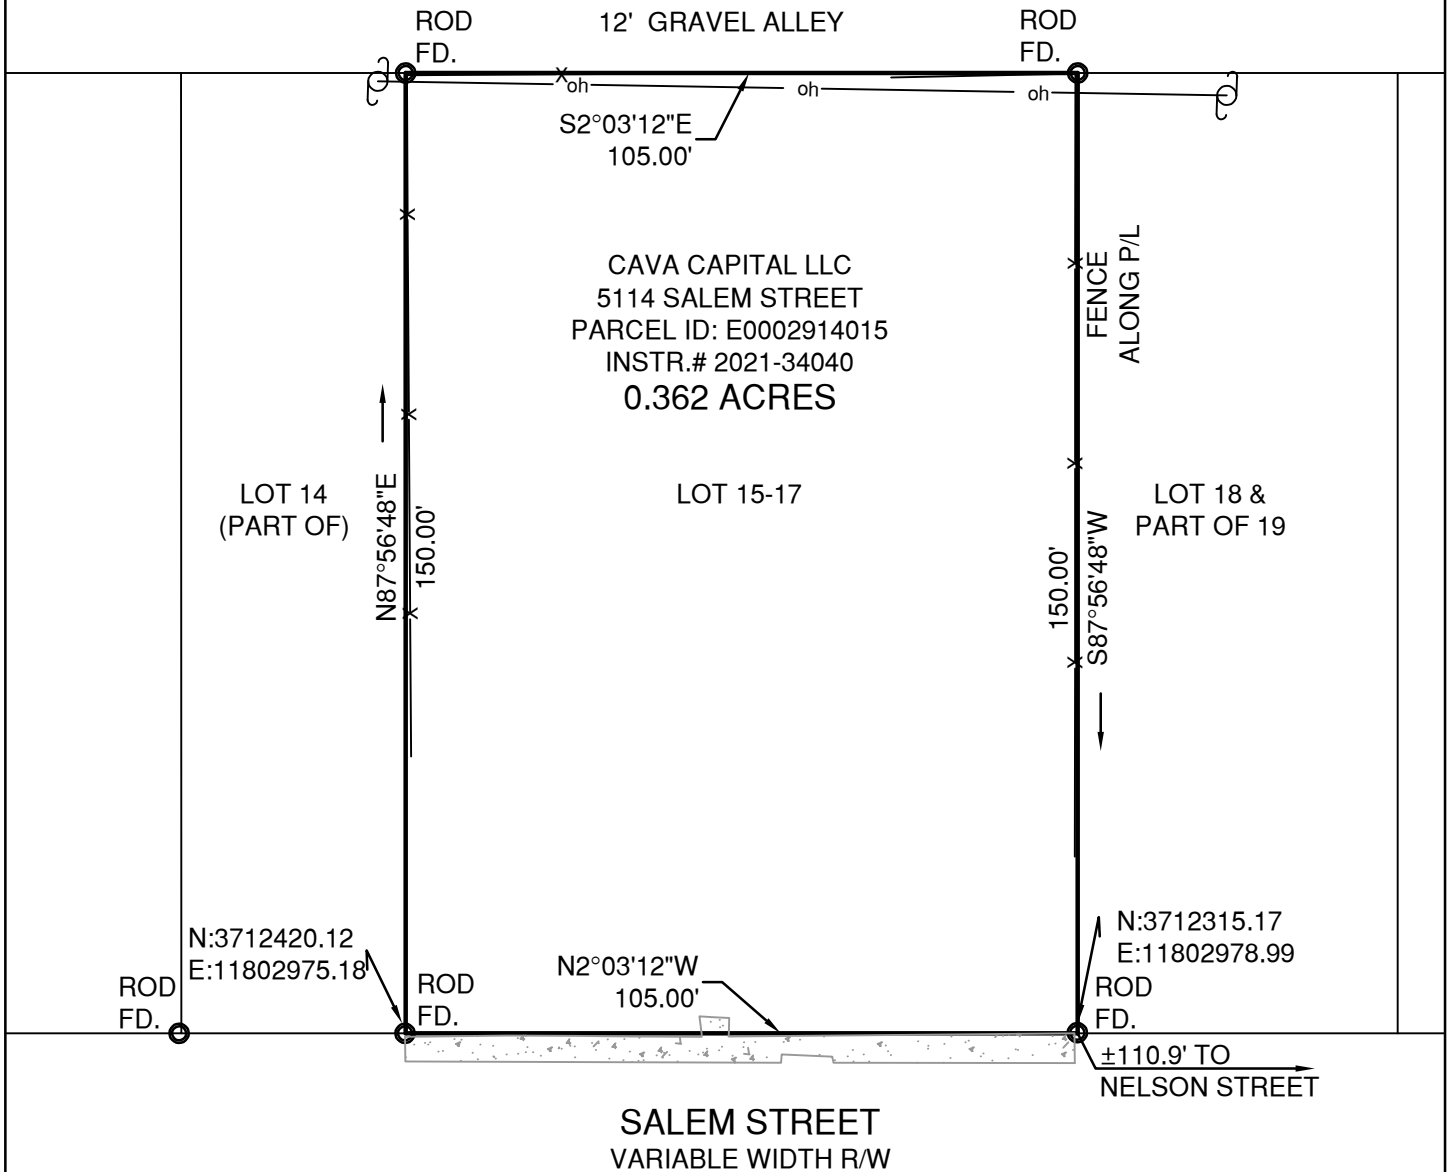 ROD
FD.
12' GRAVEL ALLEY
ROD
FD.
X
oh
oh
oh
S2°03'12"E
105.00'
CAVA CAPITAL LLC
5114 SALEM STREET
PARCEL ID: E0002914015
INSTR.# 2021-34040
0.362 ACRES
FENCE
ALONG P/L
LOT 14
(PART OF)
N87°56'48"E
150.00'
LOT 15-17
150.00'
S87°56'48"W
LOT 18 &
PART OF 19
N:3712420.12
E:11802975.18
ROD
FD.
ROD
FD.
N2°03'12"W
105.00'
N:3712315.17
E:11802978.99
ROD
FD.
±110.9' TO
NELSON STREET
SALEM STREET
VARIABLE WIDTH R/W